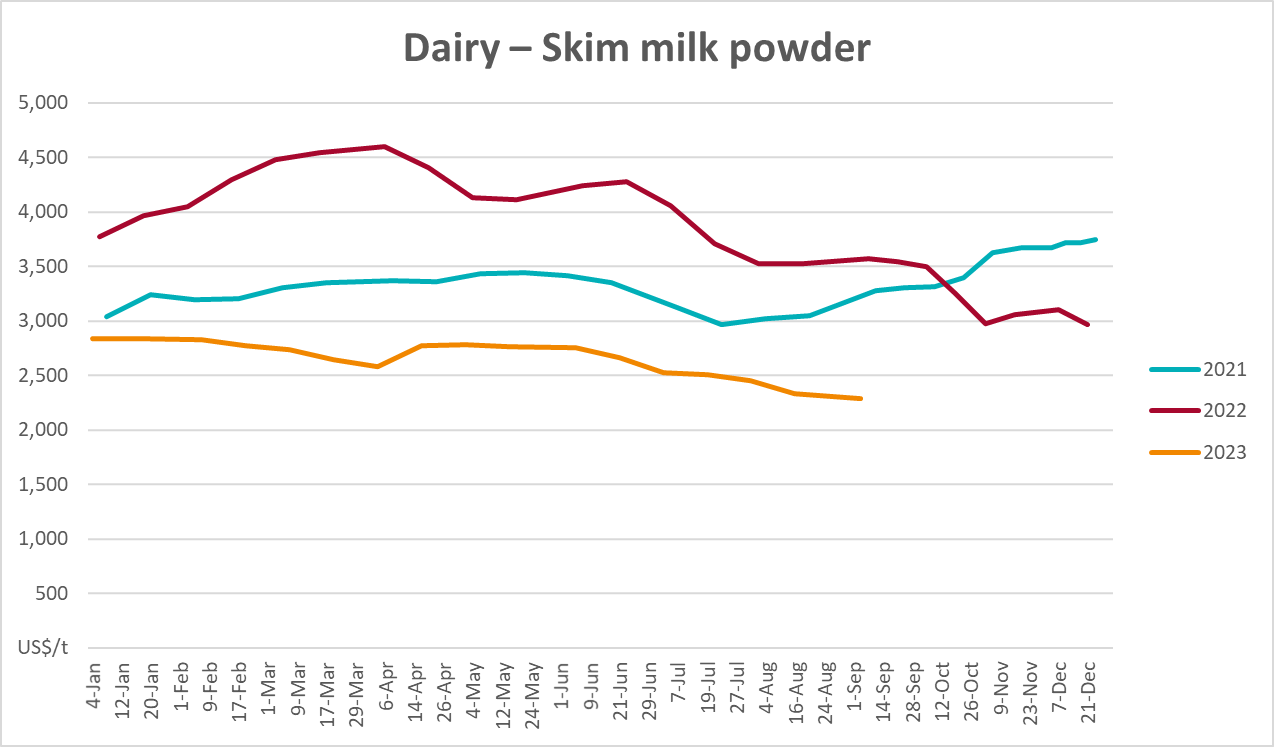 Dairy – Skim milk powder
5,000
4,500
4,000
3,500
3,000
2,500
2,000
1,500
1,000
500
US$/t
2021
2022
2023
4-Jan
12-Jan
20-Jan
1-Feb
9-Feb
17-Feb
1-Mar
9-Mar
17-Mar
29-Mar
6-Apr
14-Apr
26-Apr
4-May
12-May
24-May
1-Jun
9-Jun
21-Jun
29-Jun
7-Jul
19-Jul
27-Jul
4-Aug
16-Aug
24-Aug
1-Sep
14-Sep
28-Sep
12-Oct
26-Oct
9-Nov
23-Nov
7-Dec
21-Dec